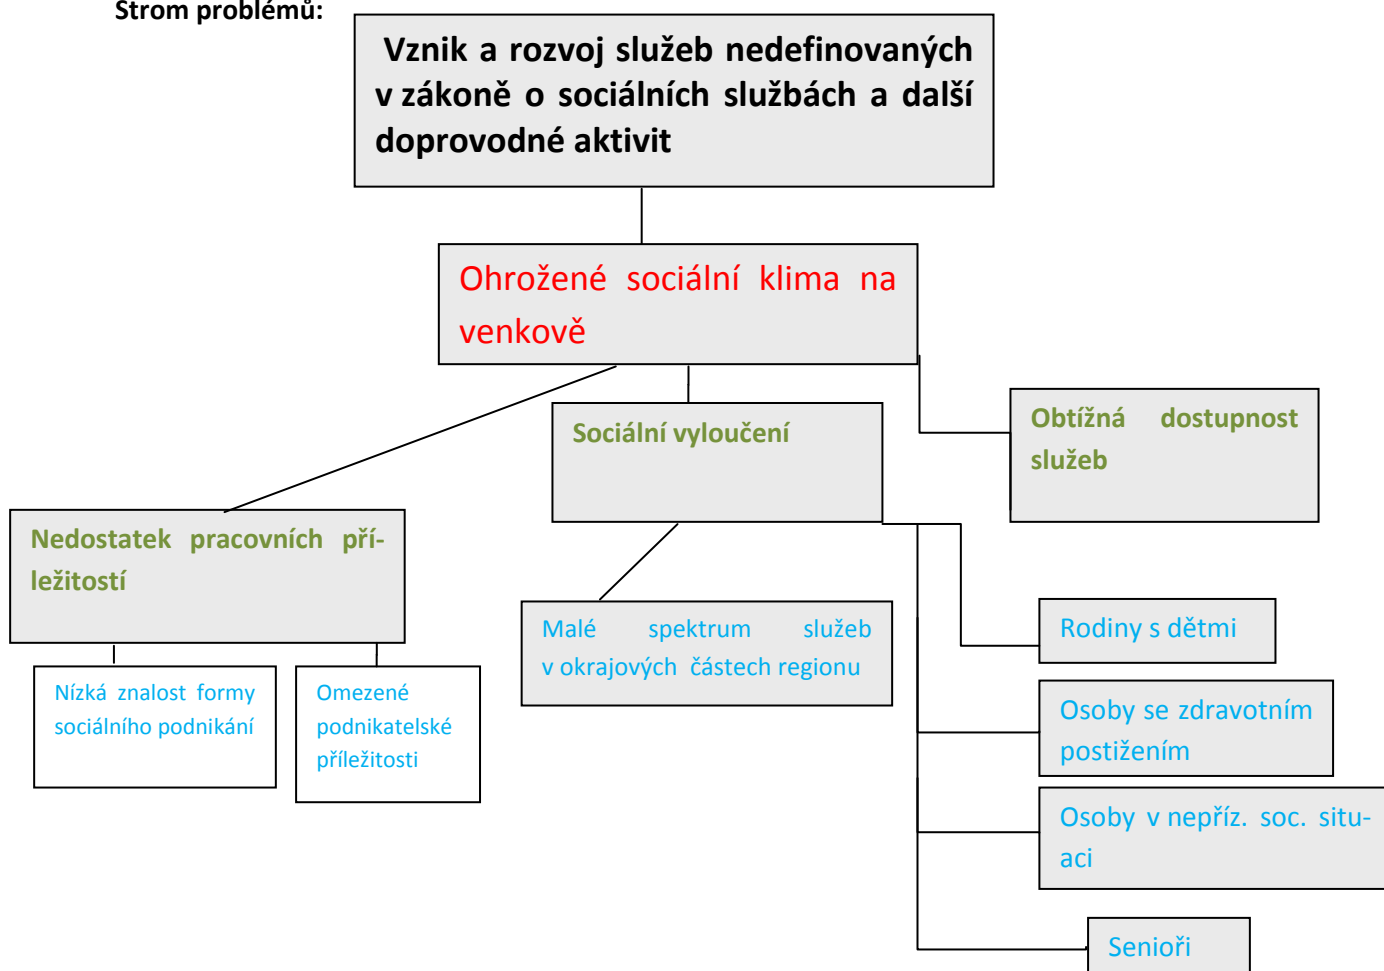 Strom problémů:
Vznik a rozvoj služeb nedefinovaných
v zákoně o sociálních službách a další
doprovodné aktivit
Ohrožené sociální klima na
venkově
Sociální vyloučení
Obtížná dostupnost
služeb
Nedostatek pracovních pří-
ležitostí
Malé spektrum služeb
v okrajových částech regionu
Rodiny s dětmi
Nízká znalost formy
sociálního podnikání
Omezené
podnikatelské
příležitosti
Osoby se zdravotním
postižením
Osoby v nepříz. soc. situ-
aci
Senioři